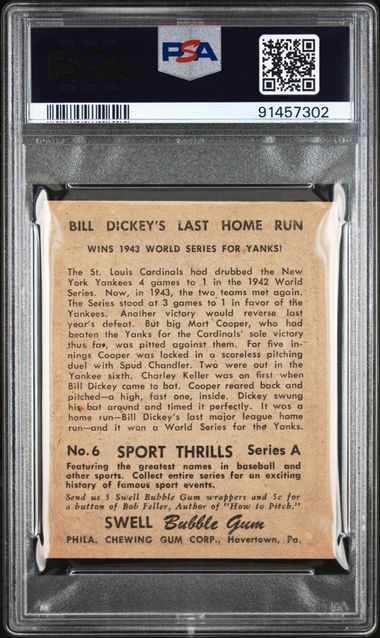 PSA
91457302
BILL DICKEY'S LAST HOME RUN
WINS 1943 WORLD SERIES FOR YANKS!
The St. Louis Cardinals had drubbed the New
York Yankees 4 games to 1 in the 1942 World
Series. Now, in 1943, the two teams met again.
The Series stood at 3 games to 1 in favor of the
Yankees. Another victory would reverse last
year's defeat. But big Mort Cooper, who had
beaten the Yanks for the Cardinals' sole victory
thus far, was pitted against them. For five in-
nings Cooper was locked in a scoreless pitching
duel with Spud Chandler. Two were out in the
Yankee sixth. Charley Keller was on first when
Bill Dickey came to bat. Cooper reared back and
pitched—a high, fast one, inside. Dickey swung
his bat around and timed it perfectly. It was a
home run—Bill Dickey's last major league home
run—and it won a World Series for the Yanks.
No. 6 SPORT THRILLS Series A
Featuring the greatest names in baseball and
other sports. Collect entire series for an exciting
history of famous sport events.
Send us 5 Swell Bubble Gum wrappers and 5c for
a button of Bob Feller, Author of "How to Pitch."
SWELL Bubble Gum
PHILA. CHEWING GUM CORP., Havertown, Pa.